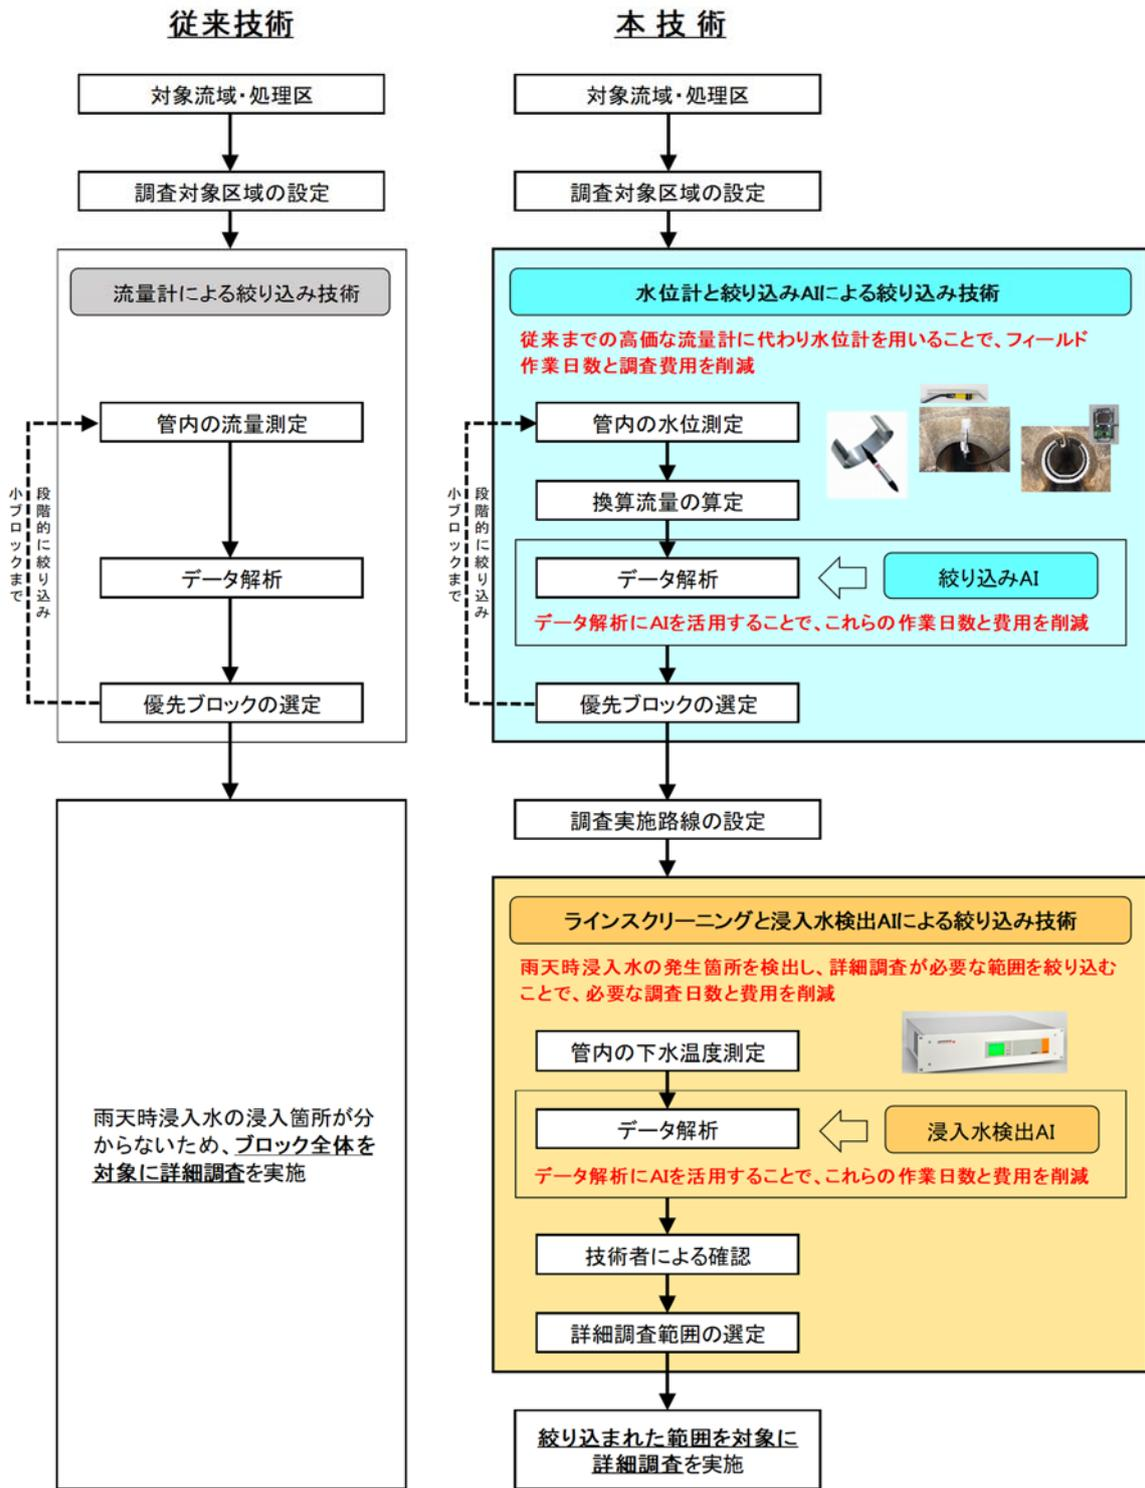 従来技術
対象流域・処理区
調査対象区域の設定
流量計による絞り込み技術
管内の流量測定
段階的に絞り込み
小ブロックまで
データ解析
優先ブロックの選定
雨天時浸入水の浸入箇所が分
からないため、ブロック全体を
対象に詳細調査を実施
本技術
対象流域・処理区
調査対象区域の設定
水位計と絞り込みAIによる絞り込み技術
従来までの高価な流量計に代わり水位計を用いることで、フィールド
作業日数と調査費用を削減
管内の水位測定
換算流量の算定
段階的に絞り込み
小ブロックまで
データ解析
絞り込みAI
データ解析にAIを活用することで、これらの作業日数と費用を削減
優先ブロックの選定
調査実施路線の設定
ラインスクリーニングと浸入水検出AIによる絞り込み技術
雨天時浸入水の発生箇所を検出し、詳細調査が必要な範囲を絞り込む
ことで、必要な調査日数と費用を削減
管内の下水温度測定
データ解析
浸入水検出AI
データ解析にAIを活用することで、これらの作業日数と費用を削減
技術者による確認
詳細調査範囲の選定
絞り込まれた範囲を対象に
詳細調査を実施